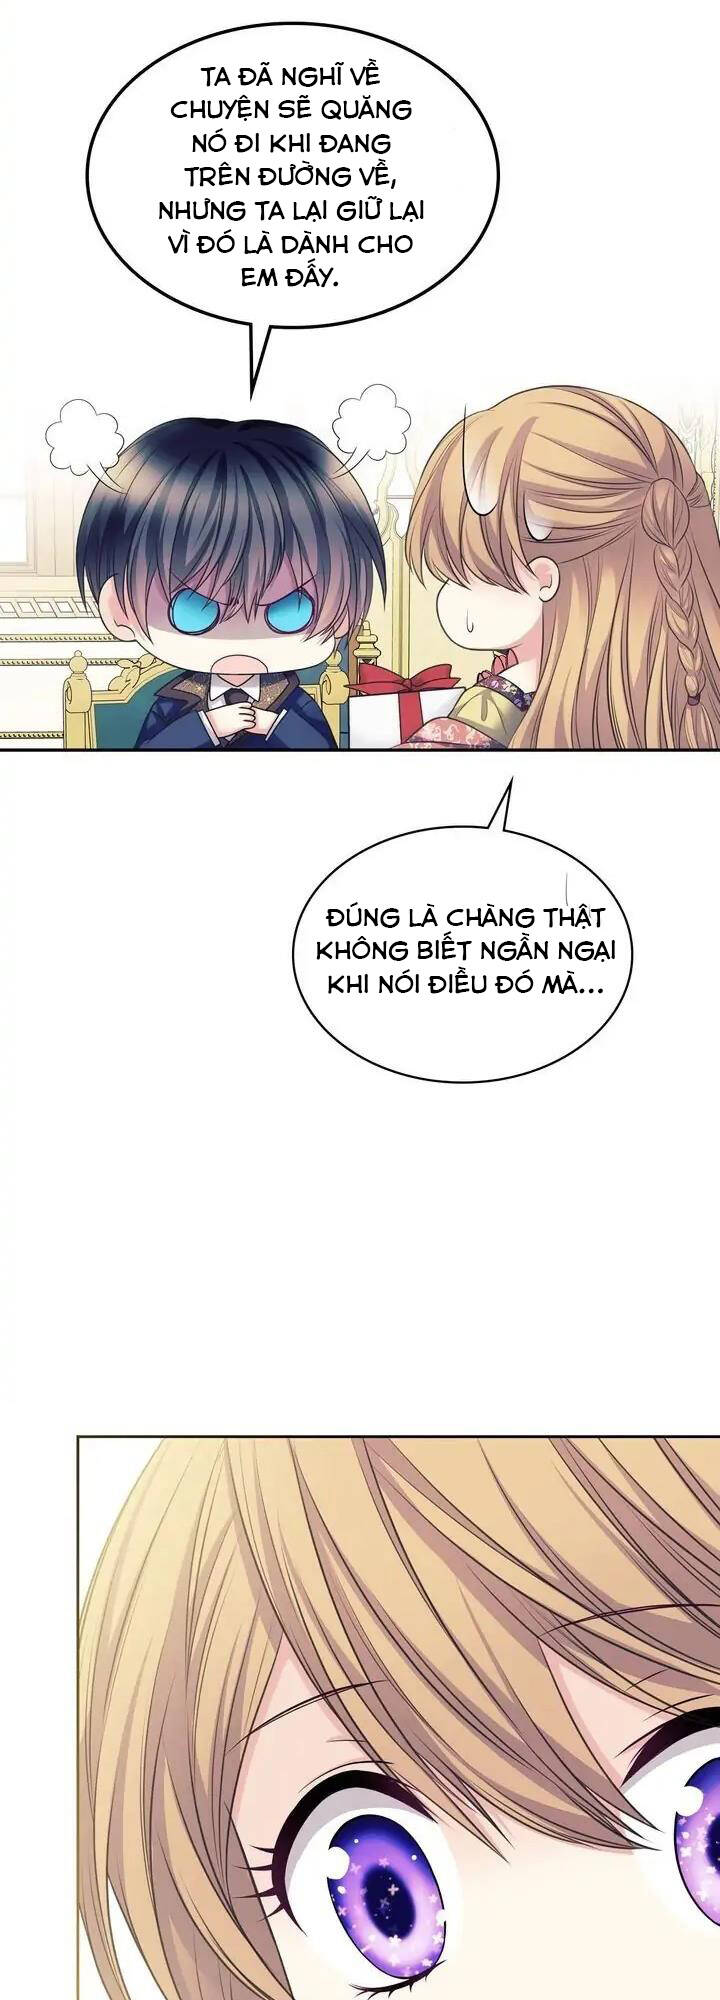 TA ĐÃ NGHĨ VỀ
CHUYỆN SẼ QUĂNG
NÓ ĐI KHI ĐANG
TRÊN ĐƯỜNG VỀ,
NHƯNG TA LẠI GIỮ LẠI
VÌ ĐÓ LÀ DÀNH CHO
EM ĐẤY.
ĐÚNG LÀ CHÀNG THẬT
KHÔNG BIẾT NGẦN NGẠI
KHI NÓI ĐIỀU ĐÓ MÀ...